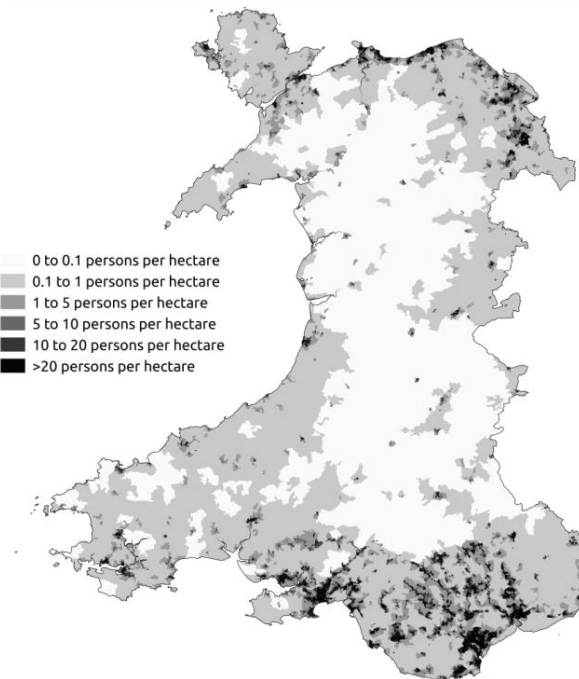 0 to 0.1 persons per hectare
0.1 to 1 persons per hectare
1 to 5 persons per hectare
5 to 10 persons per hectare
10 to 20 persons per hectare
>20 persons per hectare